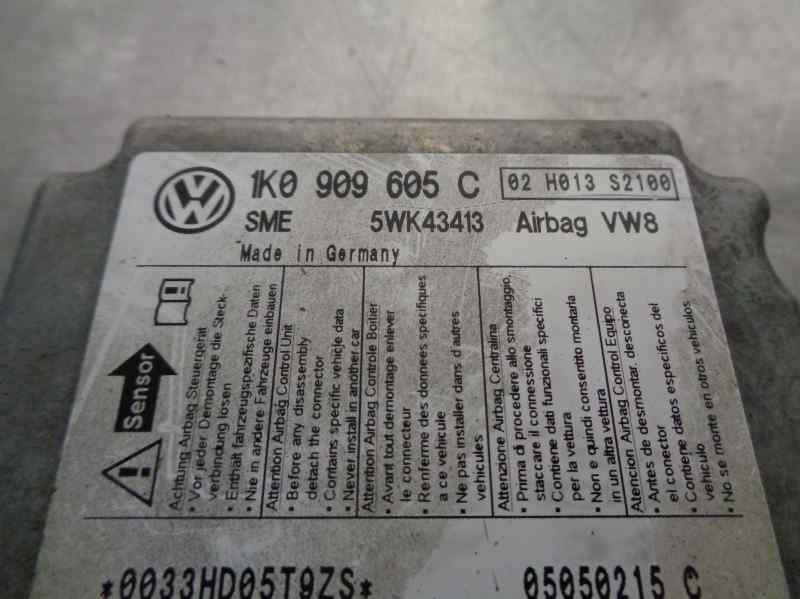 1K0 909 605 C
02 H013 S2100
SME 5WK43413 Airbag VW8
Made in Germany
Sensor
Achtung Airbag Steuergerät
• Vor jeder Demontage die Steck-
verbindung lösen
• Enthält fahrzeugspezifische Daten
• Nie in andere Fahrzeuge einbauen
Attention Airbag Control Unit
• Before any disassembly
detach the connector
• Contains specific vehicle data
• Never install in another car
Attention Airbag Controle Boitier
• Avant tout demontage enlever
le connecteur
• Renferme des donnees specifiques
a ce vehicule
• Ne pas installer dans d'autres
vehicules
Attenzione Airbag Centralina
• Prima di procedere allo smontaggio,
staccare il connessione
• Contiene dati funzionali specifici
per la vettura
• Non e quindi consentito montarla
in un altra vettura
Atencion Airbag Control Equipo
• Antes de desmontar, desconecta
el conector
• Contiene datos especificos del
vehiculo
• No se monte en otros vehiculos
*0033HD05T9ZS*
05050215 C